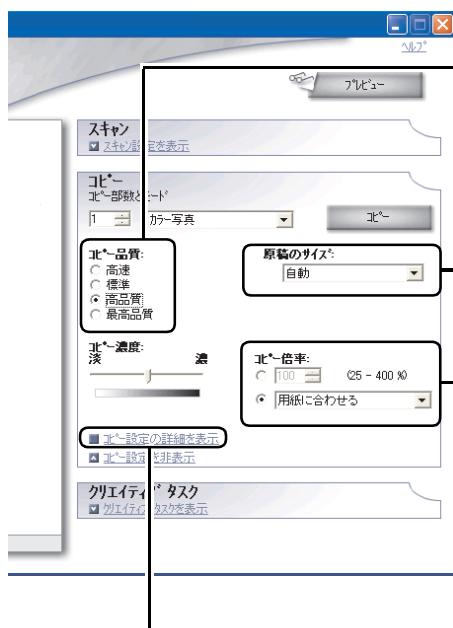 ヘルプ
プレビュー
スキャン
スキャン設定を表示
コピー
コピー部数とモード
1 カラー写真 コピー
コピー品質:
高速
標準
高品質
最高品質
原稿のサイズ:
自動
コピー濃度:
淡 濃
コピー倍率:
100 (25 - 400 %)
用紙に合わせる
コピー設定の詳細を表示
コピー設定を非表示
クリエイティブ タスク
クリエイティブ タスクを表示